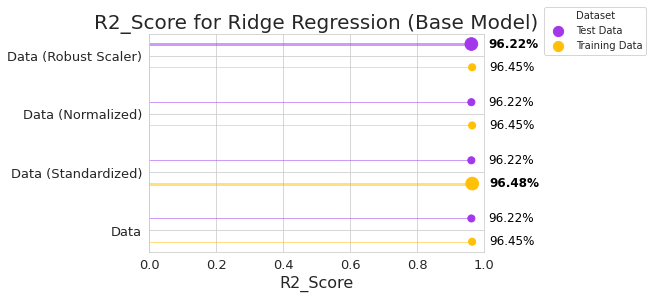 R2_Score for Ridge Regression (Base Model)
Dataset
Test Data
Training Data
Data (Robust Scaler)
96.22%
96.45%
Data (Normalized)
96.22%
96.45%
Data (Standardized)
96.22%
96.48%
Data
96.22%
96.45%
0.0 0.2 0.4 0.6 0.8 1.0
R2_Score